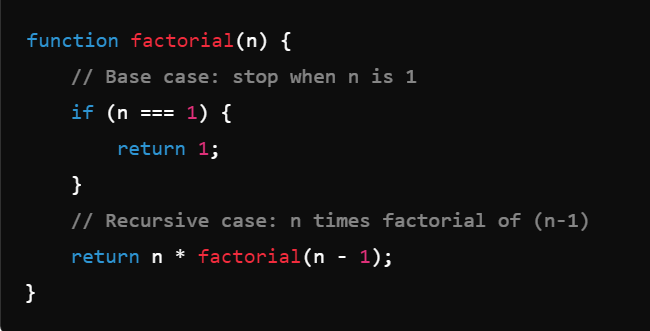 function factorial(n) {
    // Base case: stop when n is 1
    if (n === 1) {
        return 1;
    }
    // Recursive case: n times factorial of (n-1)
    return n * factorial(n - 1);
}